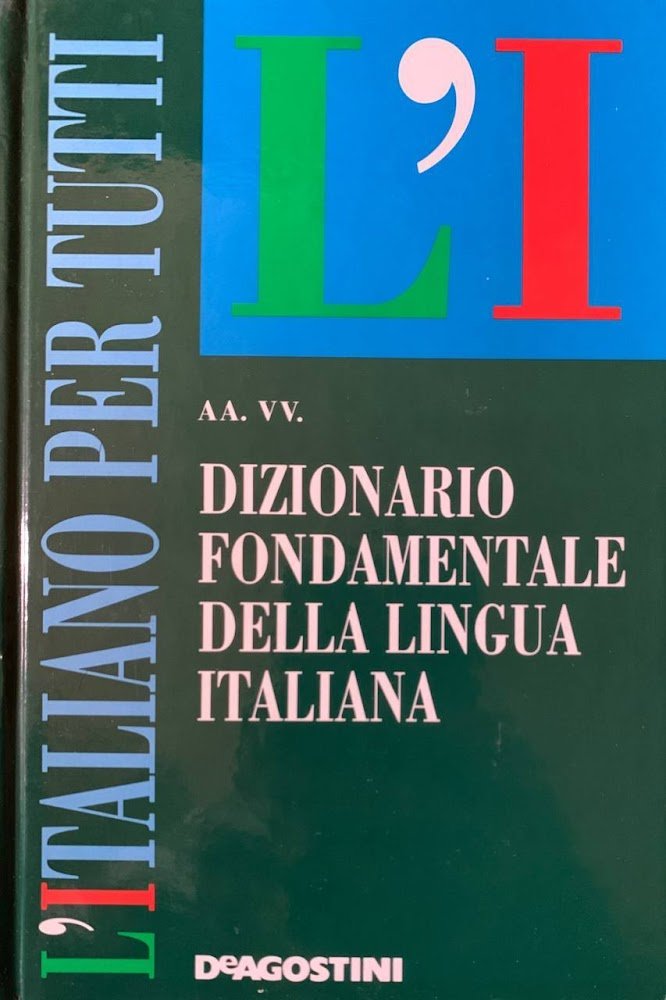 L'ITALIANO PER TUTTI
L'I
AA. VV.
DIZIONARIO
FONDAMENTALE
DELLA LINGUA
ITALIANA
DeAGOSTINI